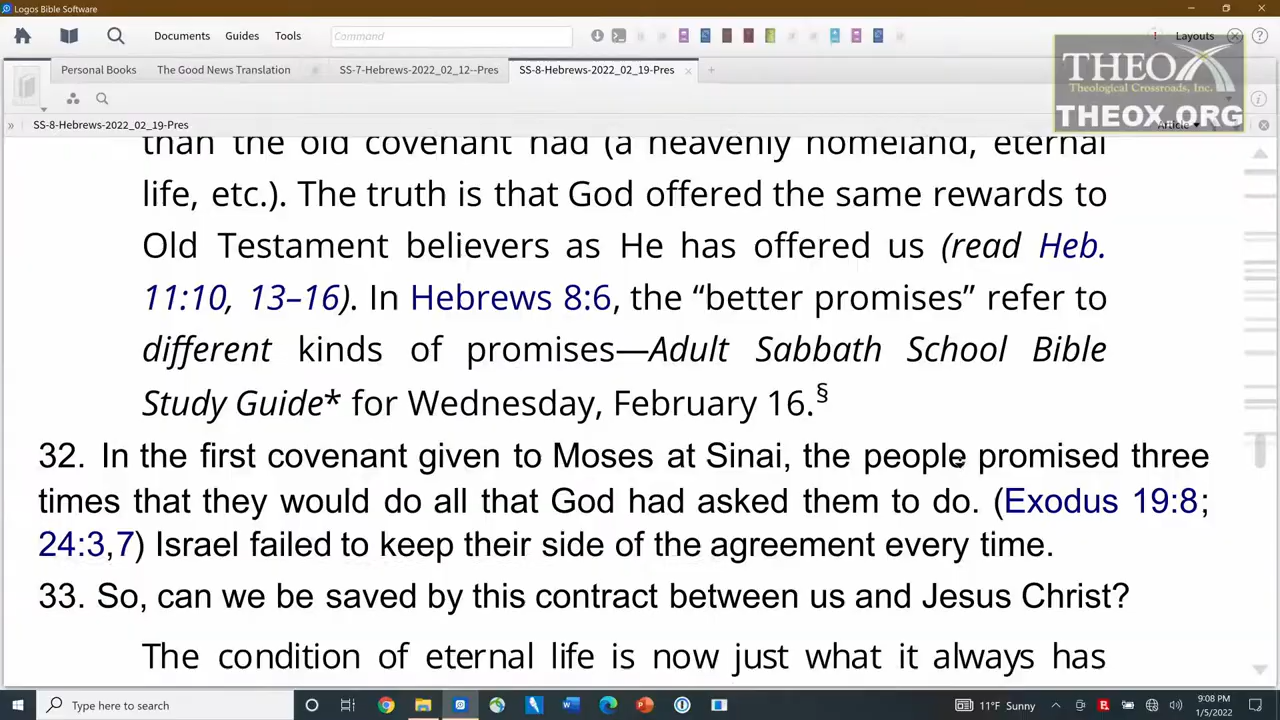 Logos Bible Software
Documents Guides Tools Command Layouts
THEOX
Theological Crossroads, Inc.
THEOX.ORG
Personal Books The Good News Translation SS-7-Hebrews-2022_02_12--Pres SS-8-Hebrews-2022_02_19-Pres
SS-8-Hebrews-2022_02_19-Pres Article
than the old covenant had (a heavenly homeland, eternal
life, etc.). The truth is that God offered the same rewards to
Old Testament believers as He has offered us (read Heb.
11:10, 13–16). In Hebrews 8:6, the “better promises” refer to
different kinds of promises—Adult Sabbath School Bible
Study Guide* for Wednesday, February 16.§
32. In the first covenant given to Moses at Sinai, the people promised three
times that they would do all that God had asked them to do. (Exodus 19:8;
24:3,7) Israel failed to keep their side of the agreement every time.
33. So, can we be saved by this contract between us and Jesus Christ?
The condition of eternal life is now just what it always has
Type here to search 11°F Sunny 9:08 PM
1/5/2022